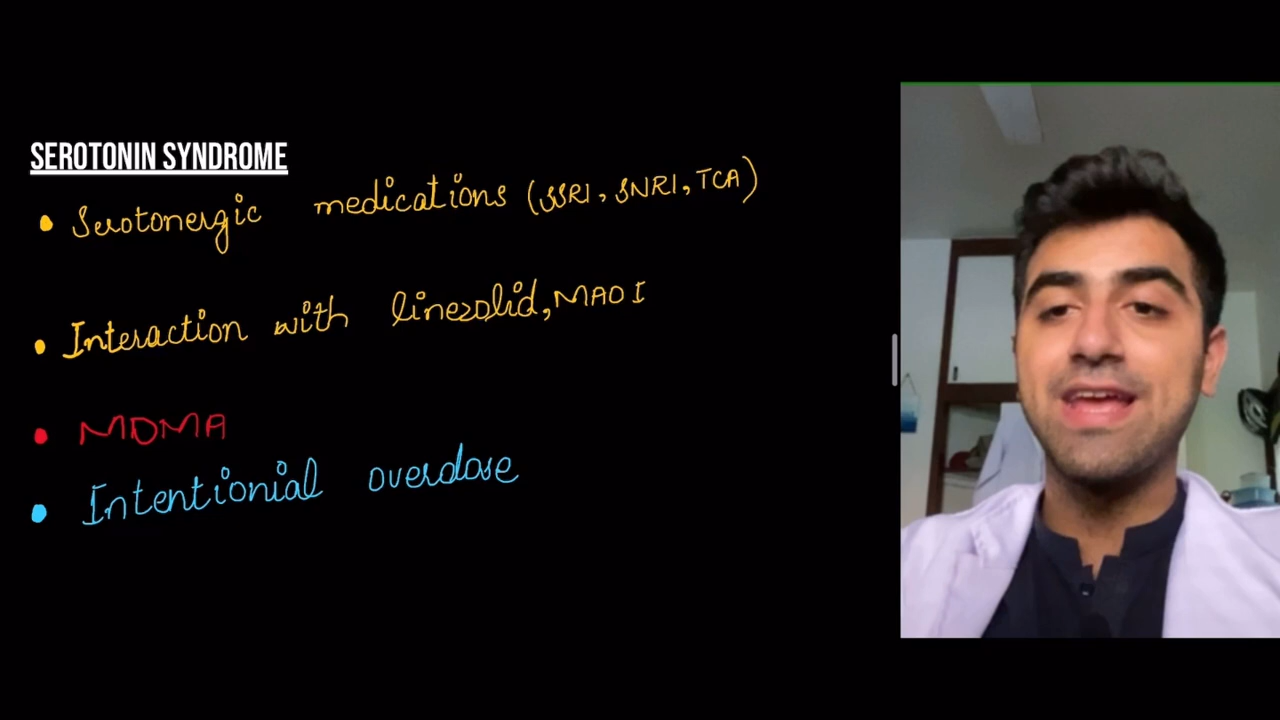 SEROTONIN SYNDROME
• Serotonergic medications (SSRI, SNRI, TCA)
• Interaction with linezolid, MAOI
• MDMA
• Intentionial overdose